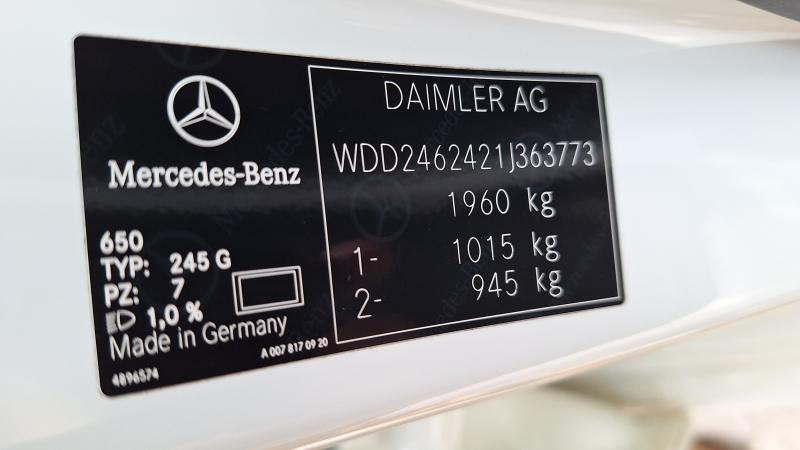 Mercedes-Benz
650
TYP: 245 G
PZ: 7
1,0 %
Made in Germany
A 007 817 09 20
4896574
DAIMLER AG
WDD2462421J363773
1960 kg
1- 1015 kg
2- 945 kg